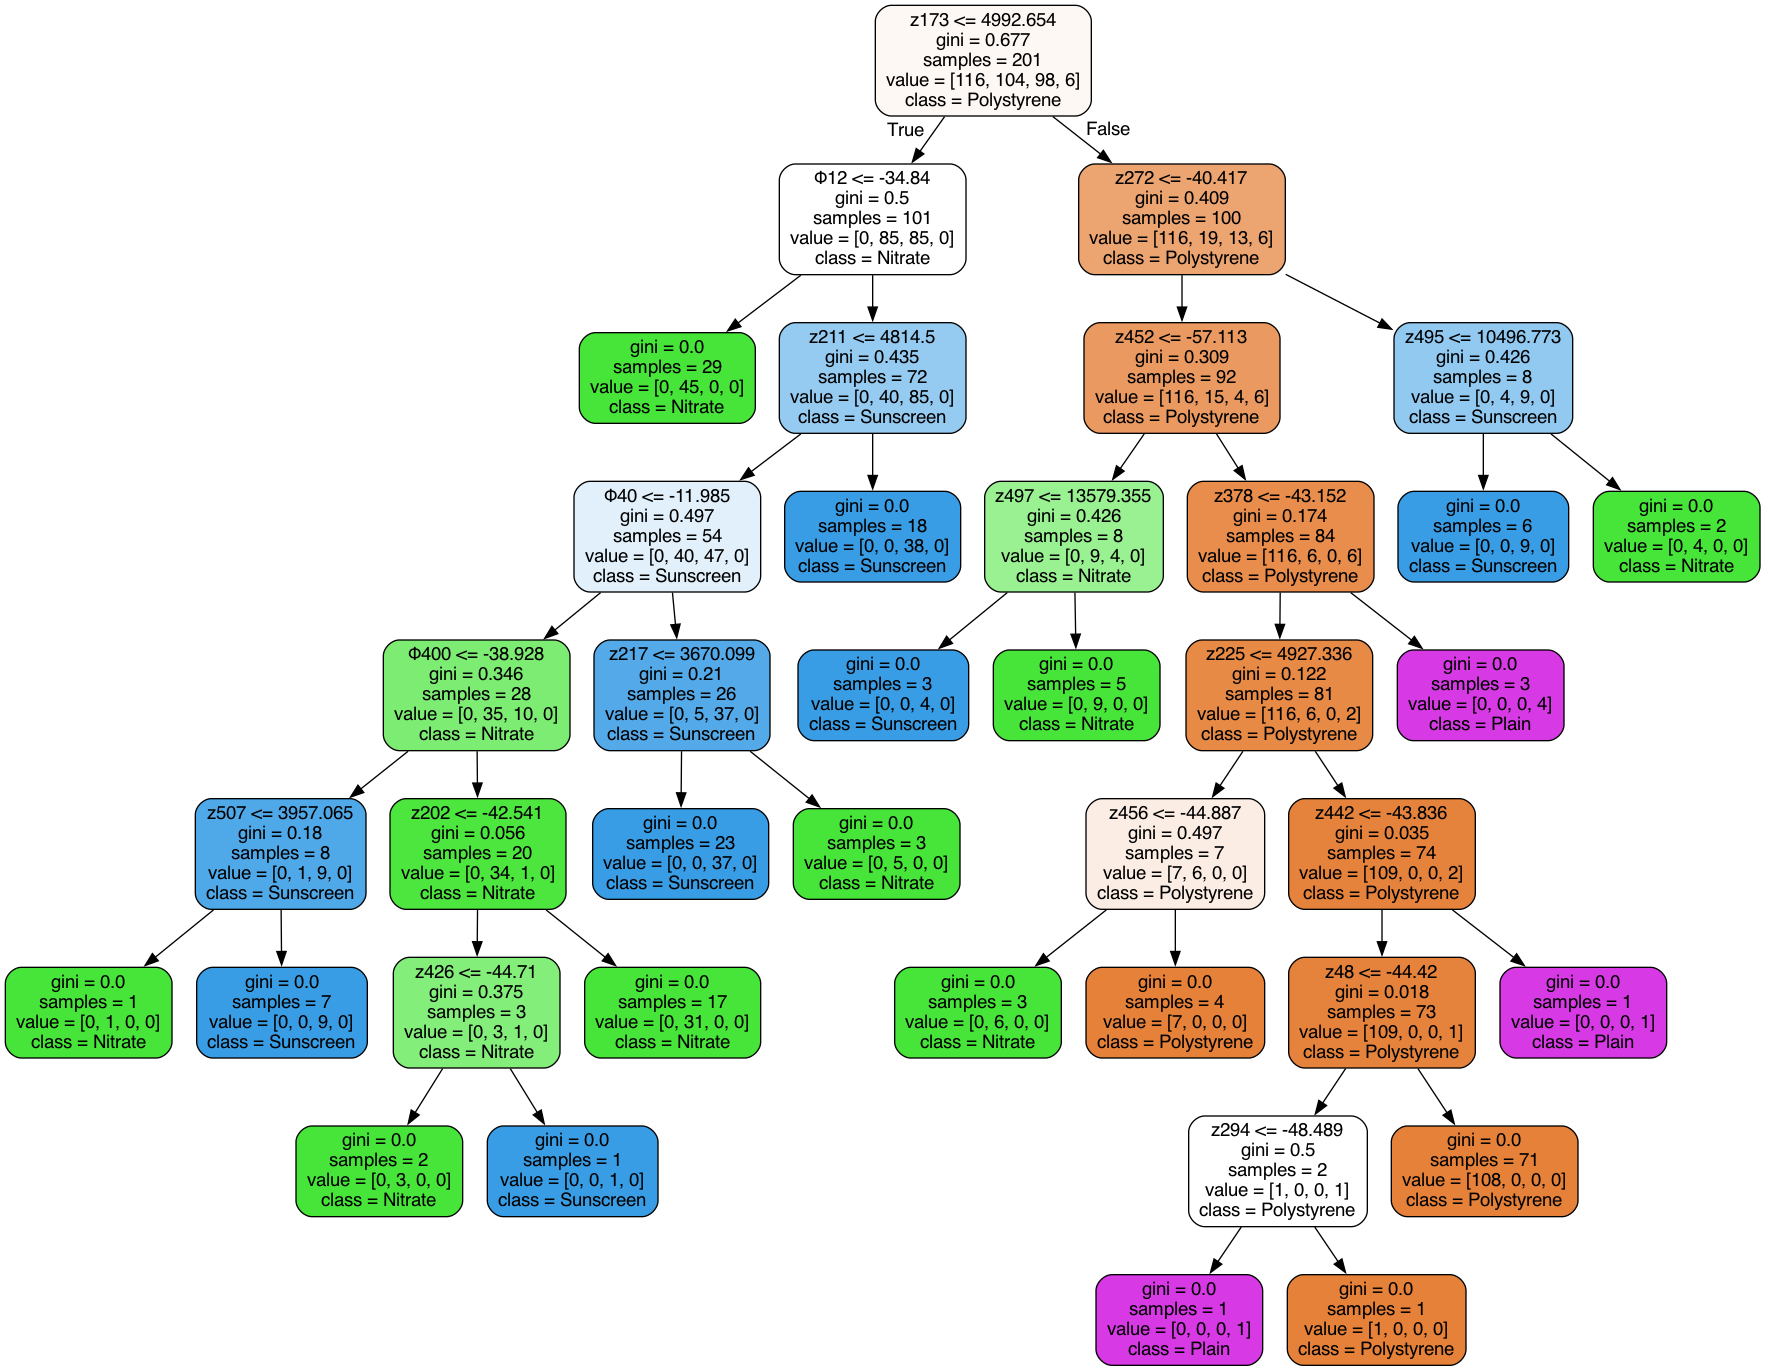 z173 <= 4992.654
gini = 0.677
samples = 201
value = [116, 104, 98, 6]
class = Polystyrene
True
False
Φ12 <= -34.84
gini = 0.5
samples = 101
value = [0, 85, 85, 0]
class = Nitrate
z272 <= -40.417
gini = 0.409
samples = 100
value = [116, 19, 13, 6]
class = Polystyrene
gini = 0.0
samples = 29
value = [0, 45, 0, 0]
class = Nitrate
z211 <= 4814.5
gini = 0.435
samples = 72
value = [0, 40, 85, 0]
class = Sunscreen
z452 <= -57.113
gini = 0.309
samples = 92
value = [116, 15, 4, 6]
class = Polystyrene
z495 <= 10496.773
gini = 0.426
samples = 8
value = [0, 4, 9, 0]
class = Sunscreen
Φ40 <= -11.985
gini = 0.497
samples = 54
value = [0, 40, 47, 0]
class = Sunscreen
gini = 0.0
samples = 18
value = [0, 0, 38, 0]
class = Sunscreen
z497 <= 13579.355
gini = 0.426
samples = 8
value = [0, 9, 4, 0]
class = Nitrate
z378 <= -43.152
gini = 0.174
samples = 84
value = [116, 6, 0, 6]
class = Polystyrene
gini = 0.0
samples = 6
value = [0, 0, 9, 0]
class = Sunscreen
gini = 0.0
samples = 2
value = [0, 4, 0, 0]
class = Nitrate
Φ400 <= -38.928
gini = 0.346
samples = 28
value = [0, 35, 10, 0]
class = Nitrate
z217 <= 3670.099
gini = 0.21
samples = 26
value = [0, 5, 37, 0]
class = Sunscreen
gini = 0.0
samples = 3
value = [0, 0, 4, 0]
class = Sunscreen
gini = 0.0
samples = 5
value = [0, 9, 0, 0]
class = Nitrate
z225 <= 4927.336
gini = 0.122
samples = 81
value = [116, 6, 0, 2]
class = Polystyrene
gini = 0.0
samples = 3
value = [0, 0, 0, 4]
class = Plain
z507 <= 3957.065
gini = 0.18
samples = 8
value = [0, 1, 9, 0]
class = Sunscreen
z202 <= -42.541
gini = 0.056
samples = 20
value = [0, 34, 1, 0]
class = Nitrate
gini = 0.0
samples = 23
value = [0, 0, 37, 0]
class = Sunscreen
gini = 0.0
samples = 3
value = [0, 5, 0, 0]
class = Nitrate
z456 <= -44.887
gini = 0.497
samples = 7
value = [7, 6, 0, 0]
class = Polystyrene
z442 <= -43.836
gini = 0.035
samples = 74
value = [109, 0, 0, 2]
class = Polystyrene
gini = 0.0
samples = 1
value = [0, 1, 0, 0]
class = Nitrate
gini = 0.0
samples = 7
value = [0, 0, 9, 0]
class = Sunscreen
z426 <= -44.71
gini = 0.375
samples = 3
value = [0, 3, 1, 0]
class = Nitrate
gini = 0.0
samples = 17
value = [0, 31, 0, 0]
class = Nitrate
gini = 0.0
samples = 3
value = [0, 6, 0, 0]
class = Nitrate
gini = 0.0
samples = 4
value = [7, 0, 0, 0]
class = Polystyrene
z48 <= -44.42
gini = 0.018
samples = 73
value = [109, 0, 0, 1]
class = Polystyrene
gini = 0.0
samples = 1
value = [0, 0, 0, 1]
class = Plain
gini = 0.0
samples = 2
value = [0, 3, 0, 0]
class = Nitrate
gini = 0.0
samples = 1
value = [0, 0, 1, 0]
class = Sunscreen
z294 <= -48.489
gini = 0.5
samples = 2
value = [1, 0, 0, 1]
class = Polystyrene
gini = 0.0
samples = 71
value = [108, 0, 0, 0]
class = Polystyrene
gini = 0.0
samples = 1
value = [0, 0, 0, 1]
class = Plain
gini = 0.0
samples = 1
value = [1, 0, 0, 0]
class = Polystyrene